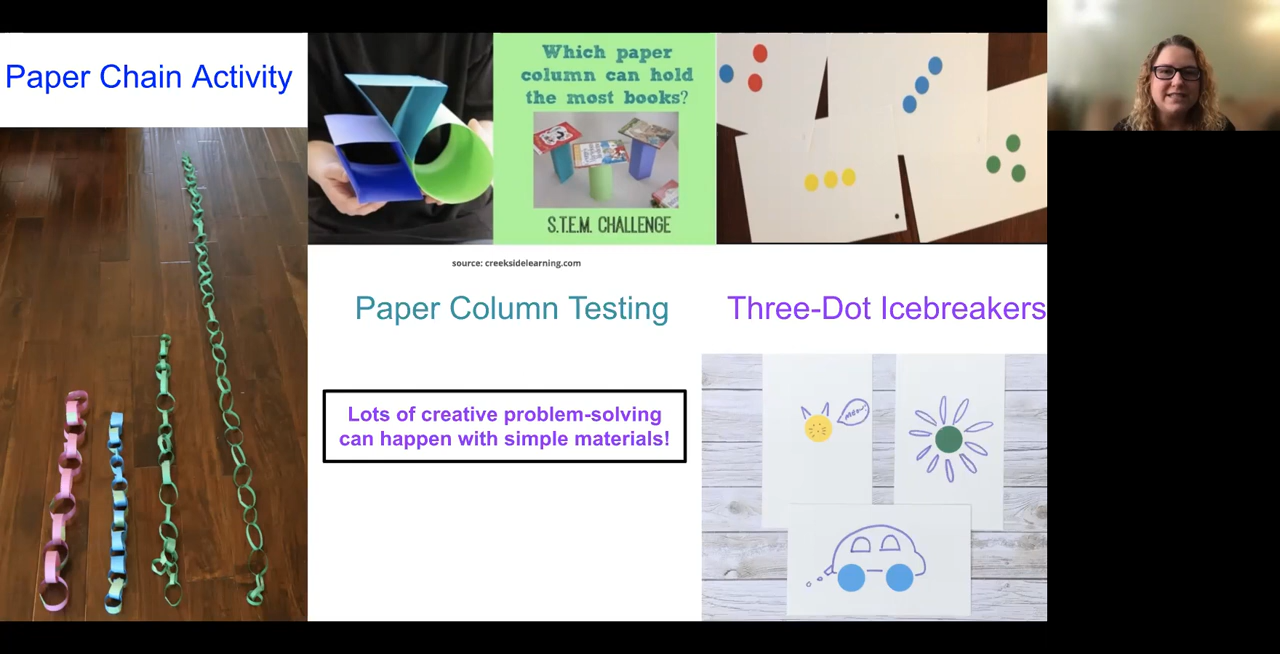 Paper Chain Activity
Which paper
column can hold
the most books?
S.T.E.M. CHALLENGE
source: creeksidelearning.com
Paper Column Testing
Three-Dot Icebreakers
Lots of creative problem-solving
can happen with simple materials!
meow!